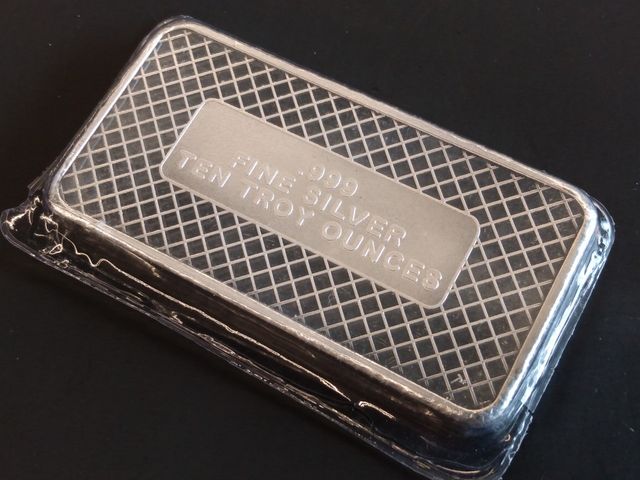 .999
FINE SILVER
TEN TROY OUNCES